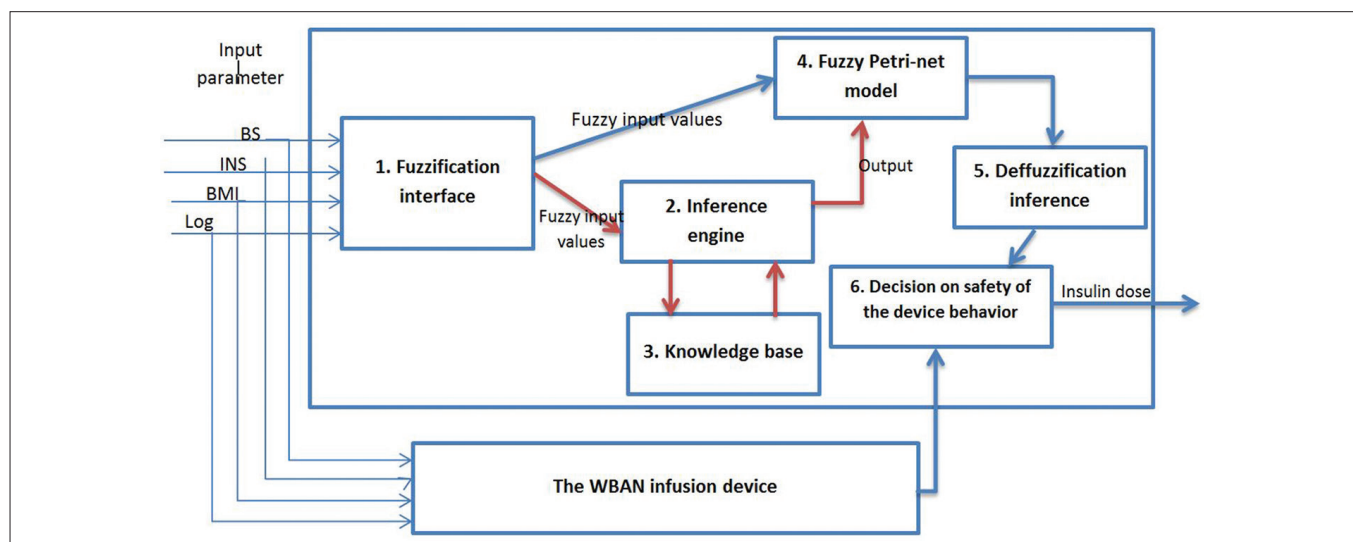 Input
parameter
BS
INS
BMI
Log
1. Fuzzification
interface
Fuzzy input values
Fuzzy input
values
2. Inference
engine
3. Knowledge base
Output
4. Fuzzy Petri-net
model
5. Deffuzzification
inference
6. Decision on safety of
the device behavior
Insulin dose
The WBAN infusion device